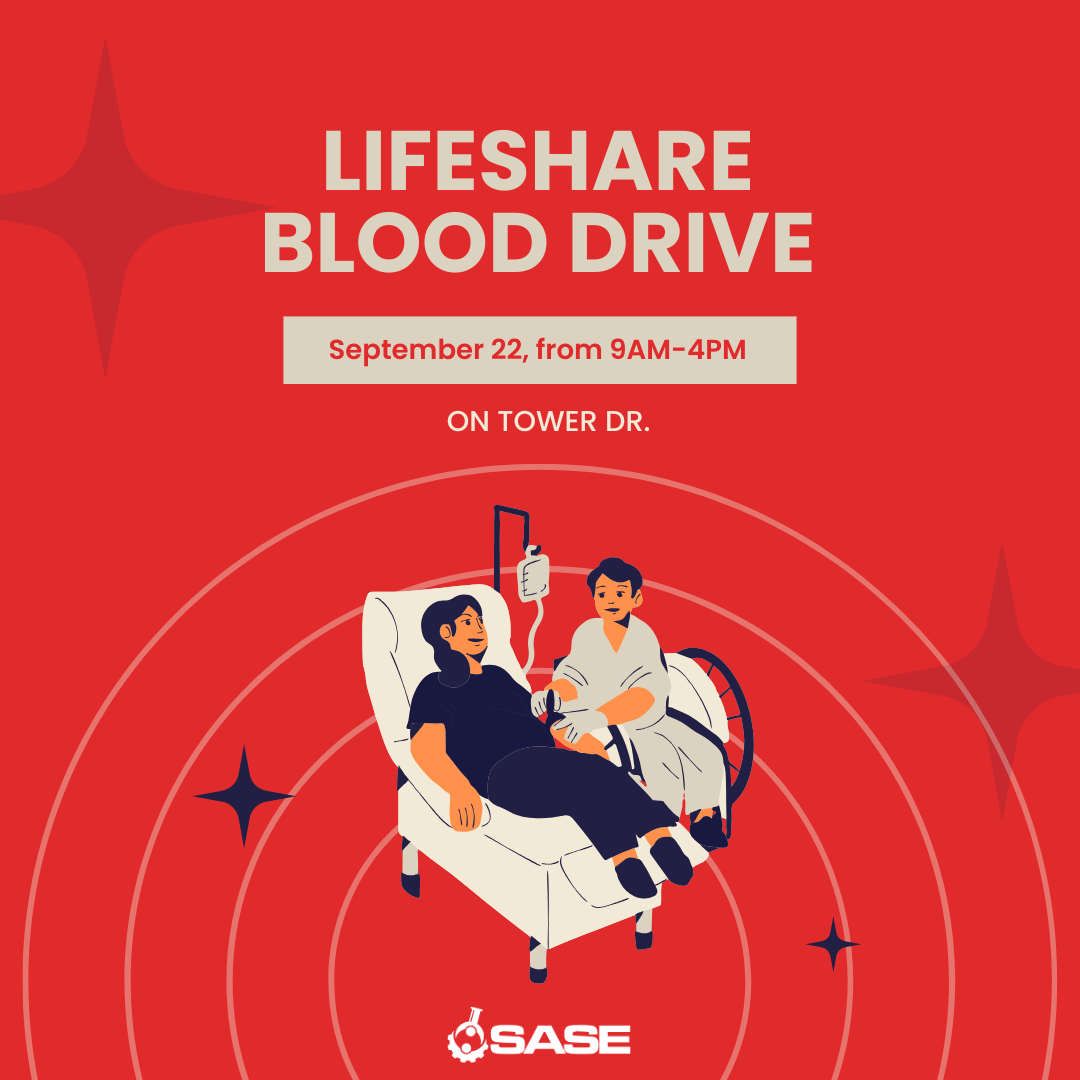 LIFESHARE
BLOOD DRIVE
September 22, from 9AM-4PM
ON TOWER DR.
SASE